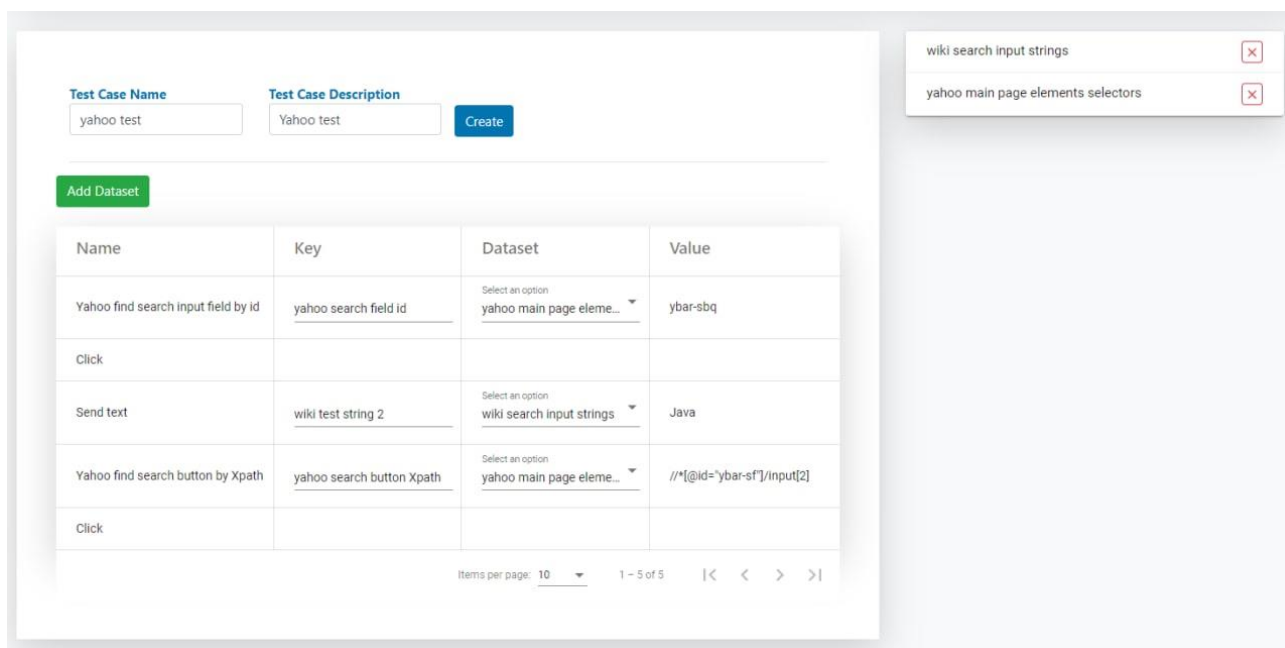 wiki search input strings
yahoo main page elements selectors
Test Case Name
Test Case Description
yahoo test
Yahoo test
Create
Add Dataset
Name Key Dataset Value
Select an option
Yahoo find search input field by id yahoo search field id yahoo main page eleme... ybar-sbq
Click
Select an option
Send text wiki test string 2 wiki search input strings Java
Select an option
Yahoo find search button by Xpath yahoo search button Xpath yahoo main page eleme... //*[@id="ybar-sf"]/input[2]
Click
Items per page: 10 1 – 5 of 5